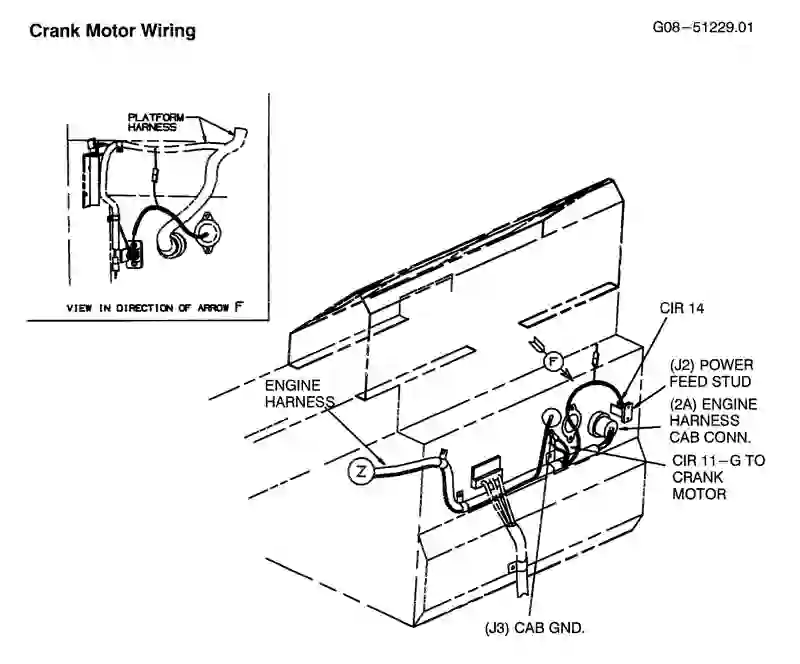 Crank Motor Wiring
G08-51229.01
PLATFORM
HARNESS
VIEW IN DIRECTION OF ARROW F
CIR 14
F
(J2) POWER
FEED STUD
ENGINE
HARNESS
(2A) ENGINE
HARNESS
CAB CONN.
Z
CIR 11-G TO
CRANK
MOTOR
(J3) CAB GND.